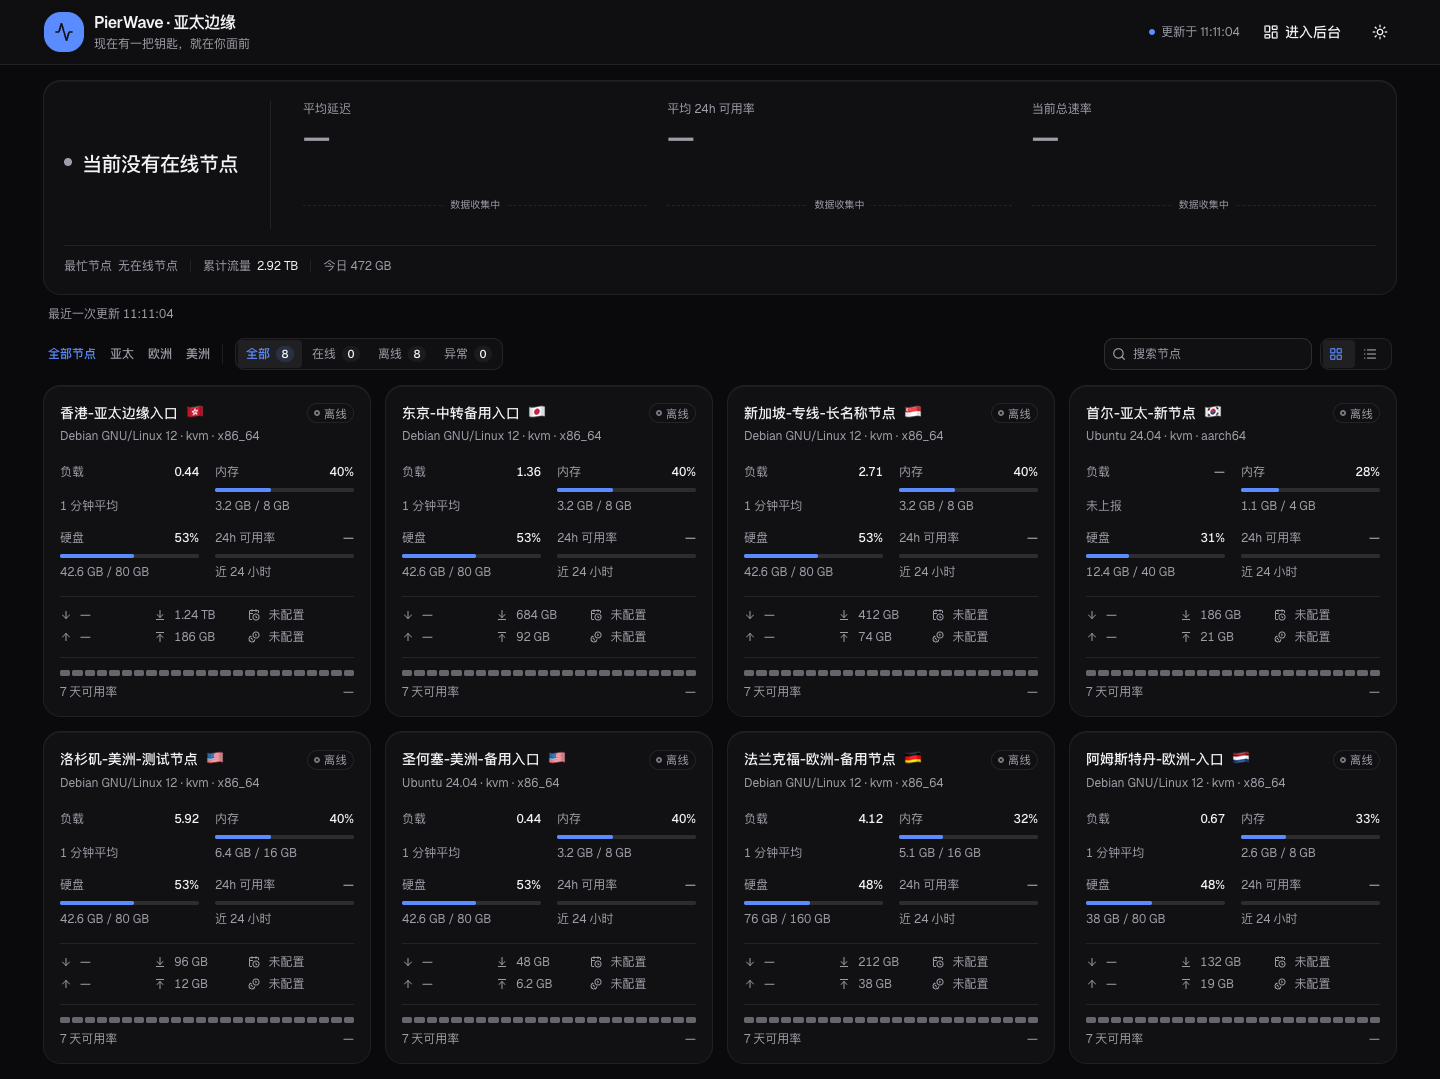 PierWave · 亚太边缘
现在有一把钥匙，就在你面前
更新于 11:11:04
进入后台
当前没有在线节点
平均延迟
—
数据收集中
平均 24h 可用率
—
数据收集中
当前总速率
—
数据收集中
最忙节点 无在线节点 累计流量 2.92 TB 今日 472 GB
最近一次更新 11:11:04
全部节点 亚太 欧洲 美洲 全部 8 在线 0 离线 8 异常 0 搜索节点
香港-亚太边缘入口 离线
Debian GNU/Linux 12 · kvm · x86_64
负载 0.44 内存 40%
1 分钟平均 3.2 GB / 8 GB
硬盘 53% 24h 可用率 —
42.6 GB / 80 GB 近 24 小时
↓ — 1.24 TB 未配置
↑ — 186 GB 未配置
7 天可用率 —
东京-中转备用入口 离线
Debian GNU/Linux 12 · kvm · x86_64
负载 1.36 内存 40%
1 分钟平均 3.2 GB / 8 GB
硬盘 53% 24h 可用率 —
42.6 GB / 80 GB 近 24 小时
↓ — 684 GB 未配置
↑ — 92 GB 未配置
7 天可用率 —
新加坡-专线-长名称节点 离线
Debian GNU/Linux 12 · kvm · x86_64
负载 2.71 内存 40%
1 分钟平均 3.2 GB / 8 GB
硬盘 53% 24h 可用率 —
42.6 GB / 80 GB 近 24 小时
↓ — 412 GB 未配置
↑ — 74 GB 未配置
7 天可用率 —
首尔-亚太-新节点 离线
Ubuntu 24.04 · kvm · aarch64
负载 — 内存 28%
未上报 1.1 GB / 4 GB
硬盘 31% 24h 可用率 —
12.4 GB / 40 GB 近 24 小时
↓ — 186 GB 未配置
↑ — 21 GB 未配置
7 天可用率 —
洛杉矶-美洲-测试节点 离线
Debian GNU/Linux 12 · kvm · x86_64
负载 5.92 内存 40%
1 分钟平均 6.4 GB / 16 GB
硬盘 53% 24h 可用率 —
42.6 GB / 80 GB 近 24 小时
↓ — 96 GB 未配置
↑ — 12 GB 未配置
7 天可用率 —
圣何塞-美洲-备用入口 离线
Ubuntu 24.04 · kvm · x86_64
负载 0.44 内存 40%
1 分钟平均 3.2 GB / 8 GB
硬盘 53% 24h 可用率 —
42.6 GB / 80 GB 近 24 小时
↓ — 48 GB 未配置
↑ — 6.2 GB 未配置
7 天可用率 —
法兰克福-欧洲-备用节点 离线
Debian GNU/Linux 12 · kvm · x86_64
负载 4.12 内存 32%
1 分钟平均 5.1 GB / 16 GB
硬盘 48% 24h 可用率 —
76 GB / 160 GB 近 24 小时
↓ — 212 GB 未配置
↑ — 38 GB 未配置
7 天可用率 —
阿姆斯特丹-欧洲-入口 离线
Debian GNU/Linux 12 · kvm · x86_64
负载 0.67 内存 33%
1 分钟平均 2.6 GB / 8 GB
硬盘 48% 24h 可用率 —
38 GB / 80 GB 近 24 小时
↓ — 132 GB 未配置
↑ — 19 GB 未配置
7 天可用率 —